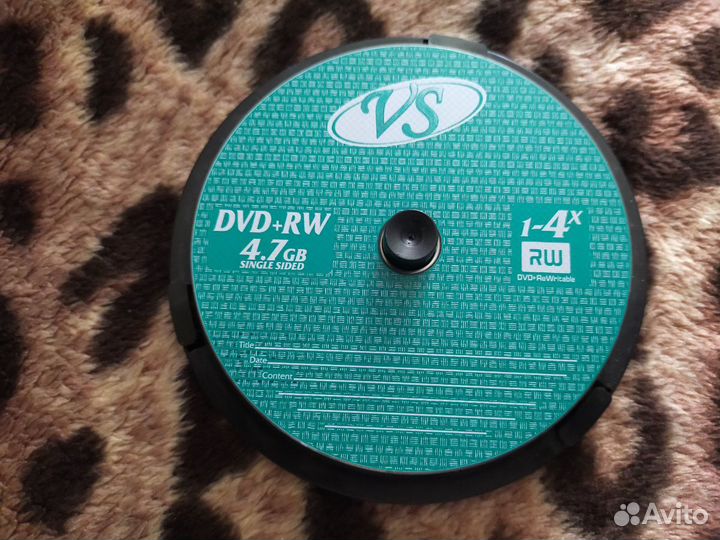 VS
DVD+RW
4.7GB
SINGLE SIDED
1-4x
RW
DVD+ReWritable
Title
Date
Content
Avito